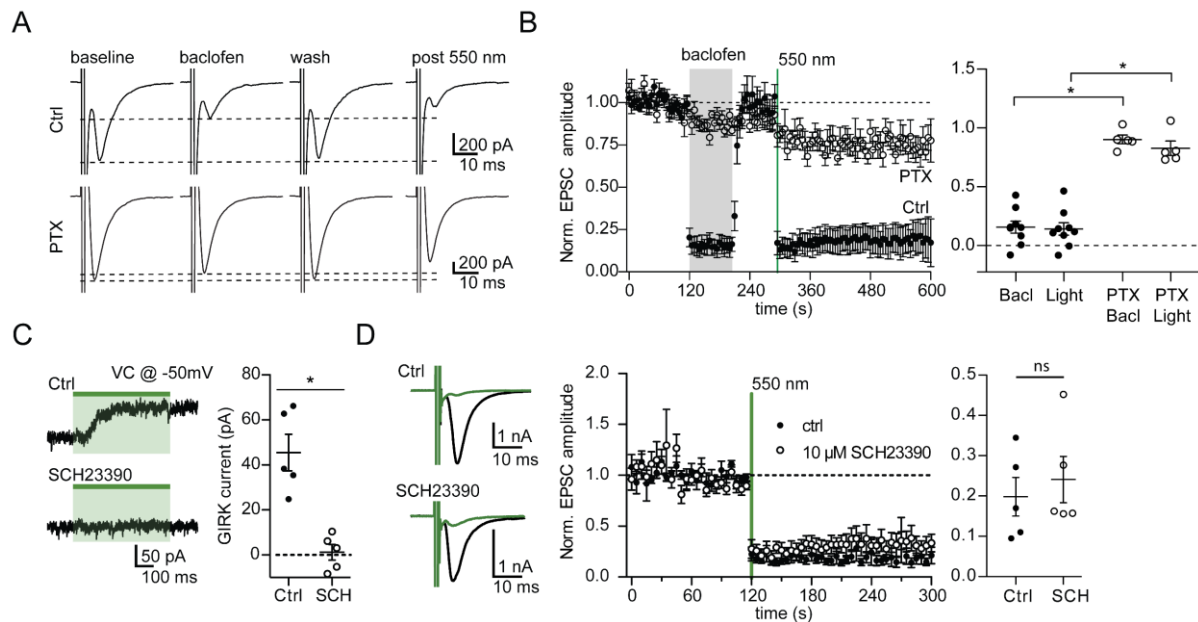 A
baseline baclofen wash post 550 nm
Ctrl
200 pA
10 ms
PTX
200 pA
10 ms
B
baclofen
550 nm
Norm. EPSC amplitude
1.00
0.75
0.50
0.25
0.00
PTX
Ctrl
0 120 240 360 480 600
time (s)
1.5
1.0
0.5
0.0
*
*
Bacl Light PTX Bacl PTX Light
C
Ctrl
VC @ -50mV
SCH23390
50 pA
100 ms
GIRK current (pA)
80
60
40
20
0
-20
*
Ctrl SCH
D
Ctrl
1 nA
10 ms
SCH23390
1 nA
10 ms
Norm. EPSC amplitude
2.0
1.5
1.0
0.5
0.0
550 nm
ctrl
10 µM SCH23390
0 60 120 180 240 300
time (s)
0.5
0.4
0.3
0.2
0.1
0.0
ns
Ctrl SCH